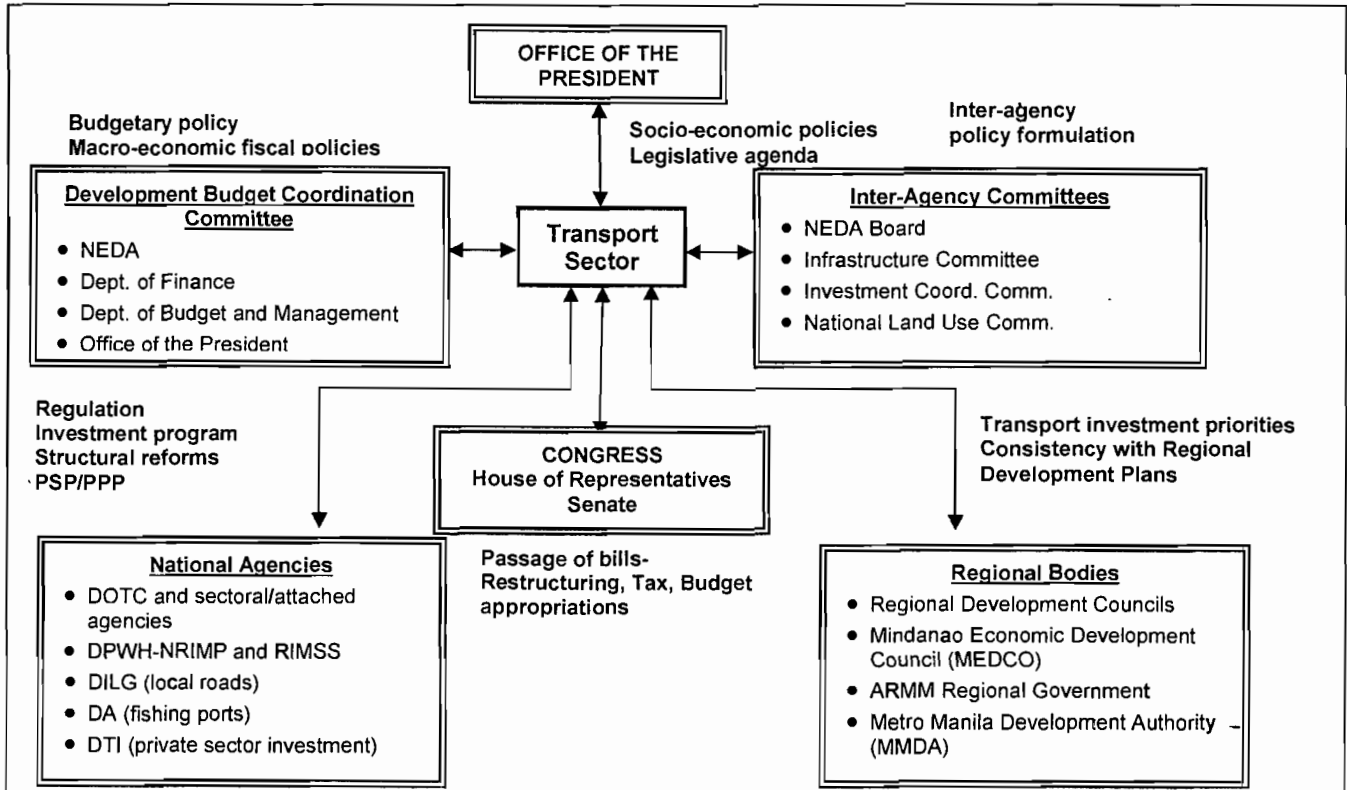 OFFICE OF THE
PRESIDENT
Budgetary policy
Macro-economic fiscal policies
Socio-economic policies
Legislative agenda
Inter-agency
policy formulation
Development Budget Coordination
Committee
• NEDA
• Dept. of Finance
• Dept. of Budget and Management
• Office of the President
Transport
Sector
Inter-Agency Committees
• NEDA Board
• Infrastructure Committee
• Investment Coord. Comm.
• National Land Use Comm.
Regulation
Investment program
Structural reforms
PSP/PPP
CONGRESS
House of Representatives
Senate
Transport investment priorities
Consistency with Regional
Development Plans
National Agencies
• DOTC and sectoral/attached
agencies
• DPWH-NRIMP and RIMSS
• DILG (local roads)
• DA (fishing ports)
• DTI (private sector investment)
Passage of bills-
Restructuring, Tax, Budget
appropriations
Regional Bodies
• Regional Development Councils
• Mindanao Economic Development
Council (MEDCO)
• ARMM Regional Government
• Metro Manila Development Authority
(MMDA)